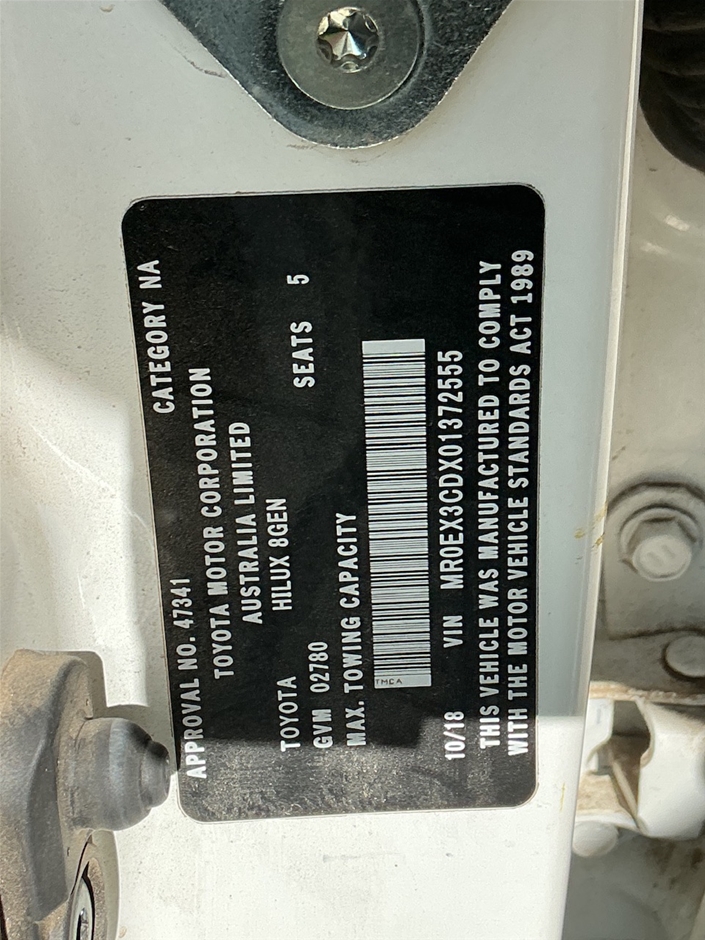 APPROVAL NO. 47341 CATEGORY NA
TOYOTA MOTOR CORPORATION
AUSTRALIA LIMITED
TOYOTA HILUX 8GEN
GVM 02780 SEATS 5
MAX. TOWING CAPACITY
TMCA
10/18 VIN MR0EX3CDX01372555
THIS VEHICLE WAS MANUFACTURED TO COMPLY
WITH THE MOTOR VEHICLE STANDARDS ACT 1989